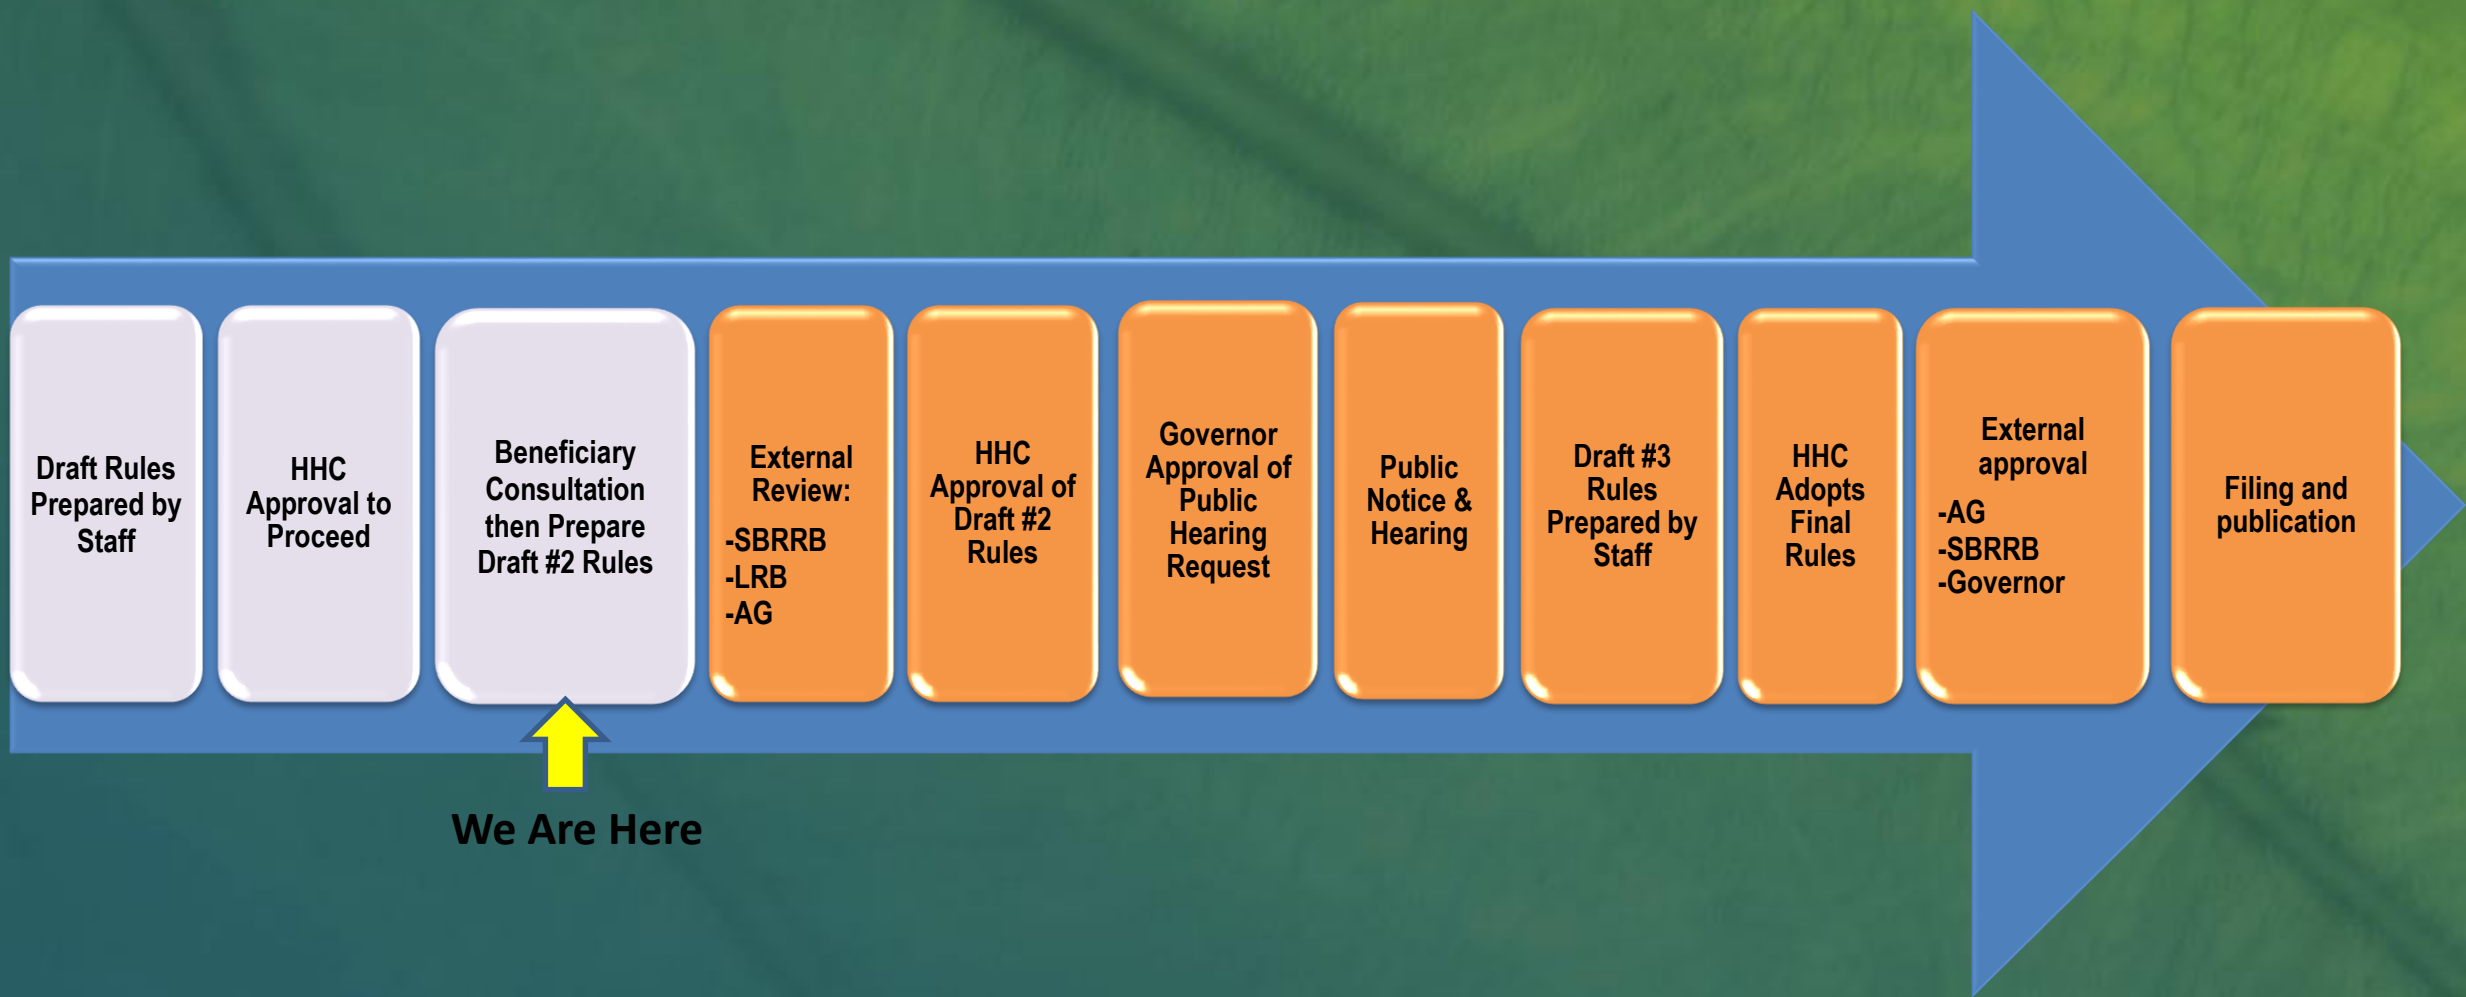 Draft Rules
Prepared by
Staff
HHC
Approval to
Proceed
Beneficiary
Consultation
then Prepare
Draft #2 Rules
External
Review:
-SBRRB
-LRB
-AG
HHC
Approval of
Draft #2
Rules
Governor
Approval of
Public
Hearing
Request
Public
Notice &
Hearing
Draft #3
Rules
Prepared by
Staff
HHC
Adopts
Final
Rules
External
approval
-AG
-SBRRB
-Governor
Filing and
publication
We Are Here